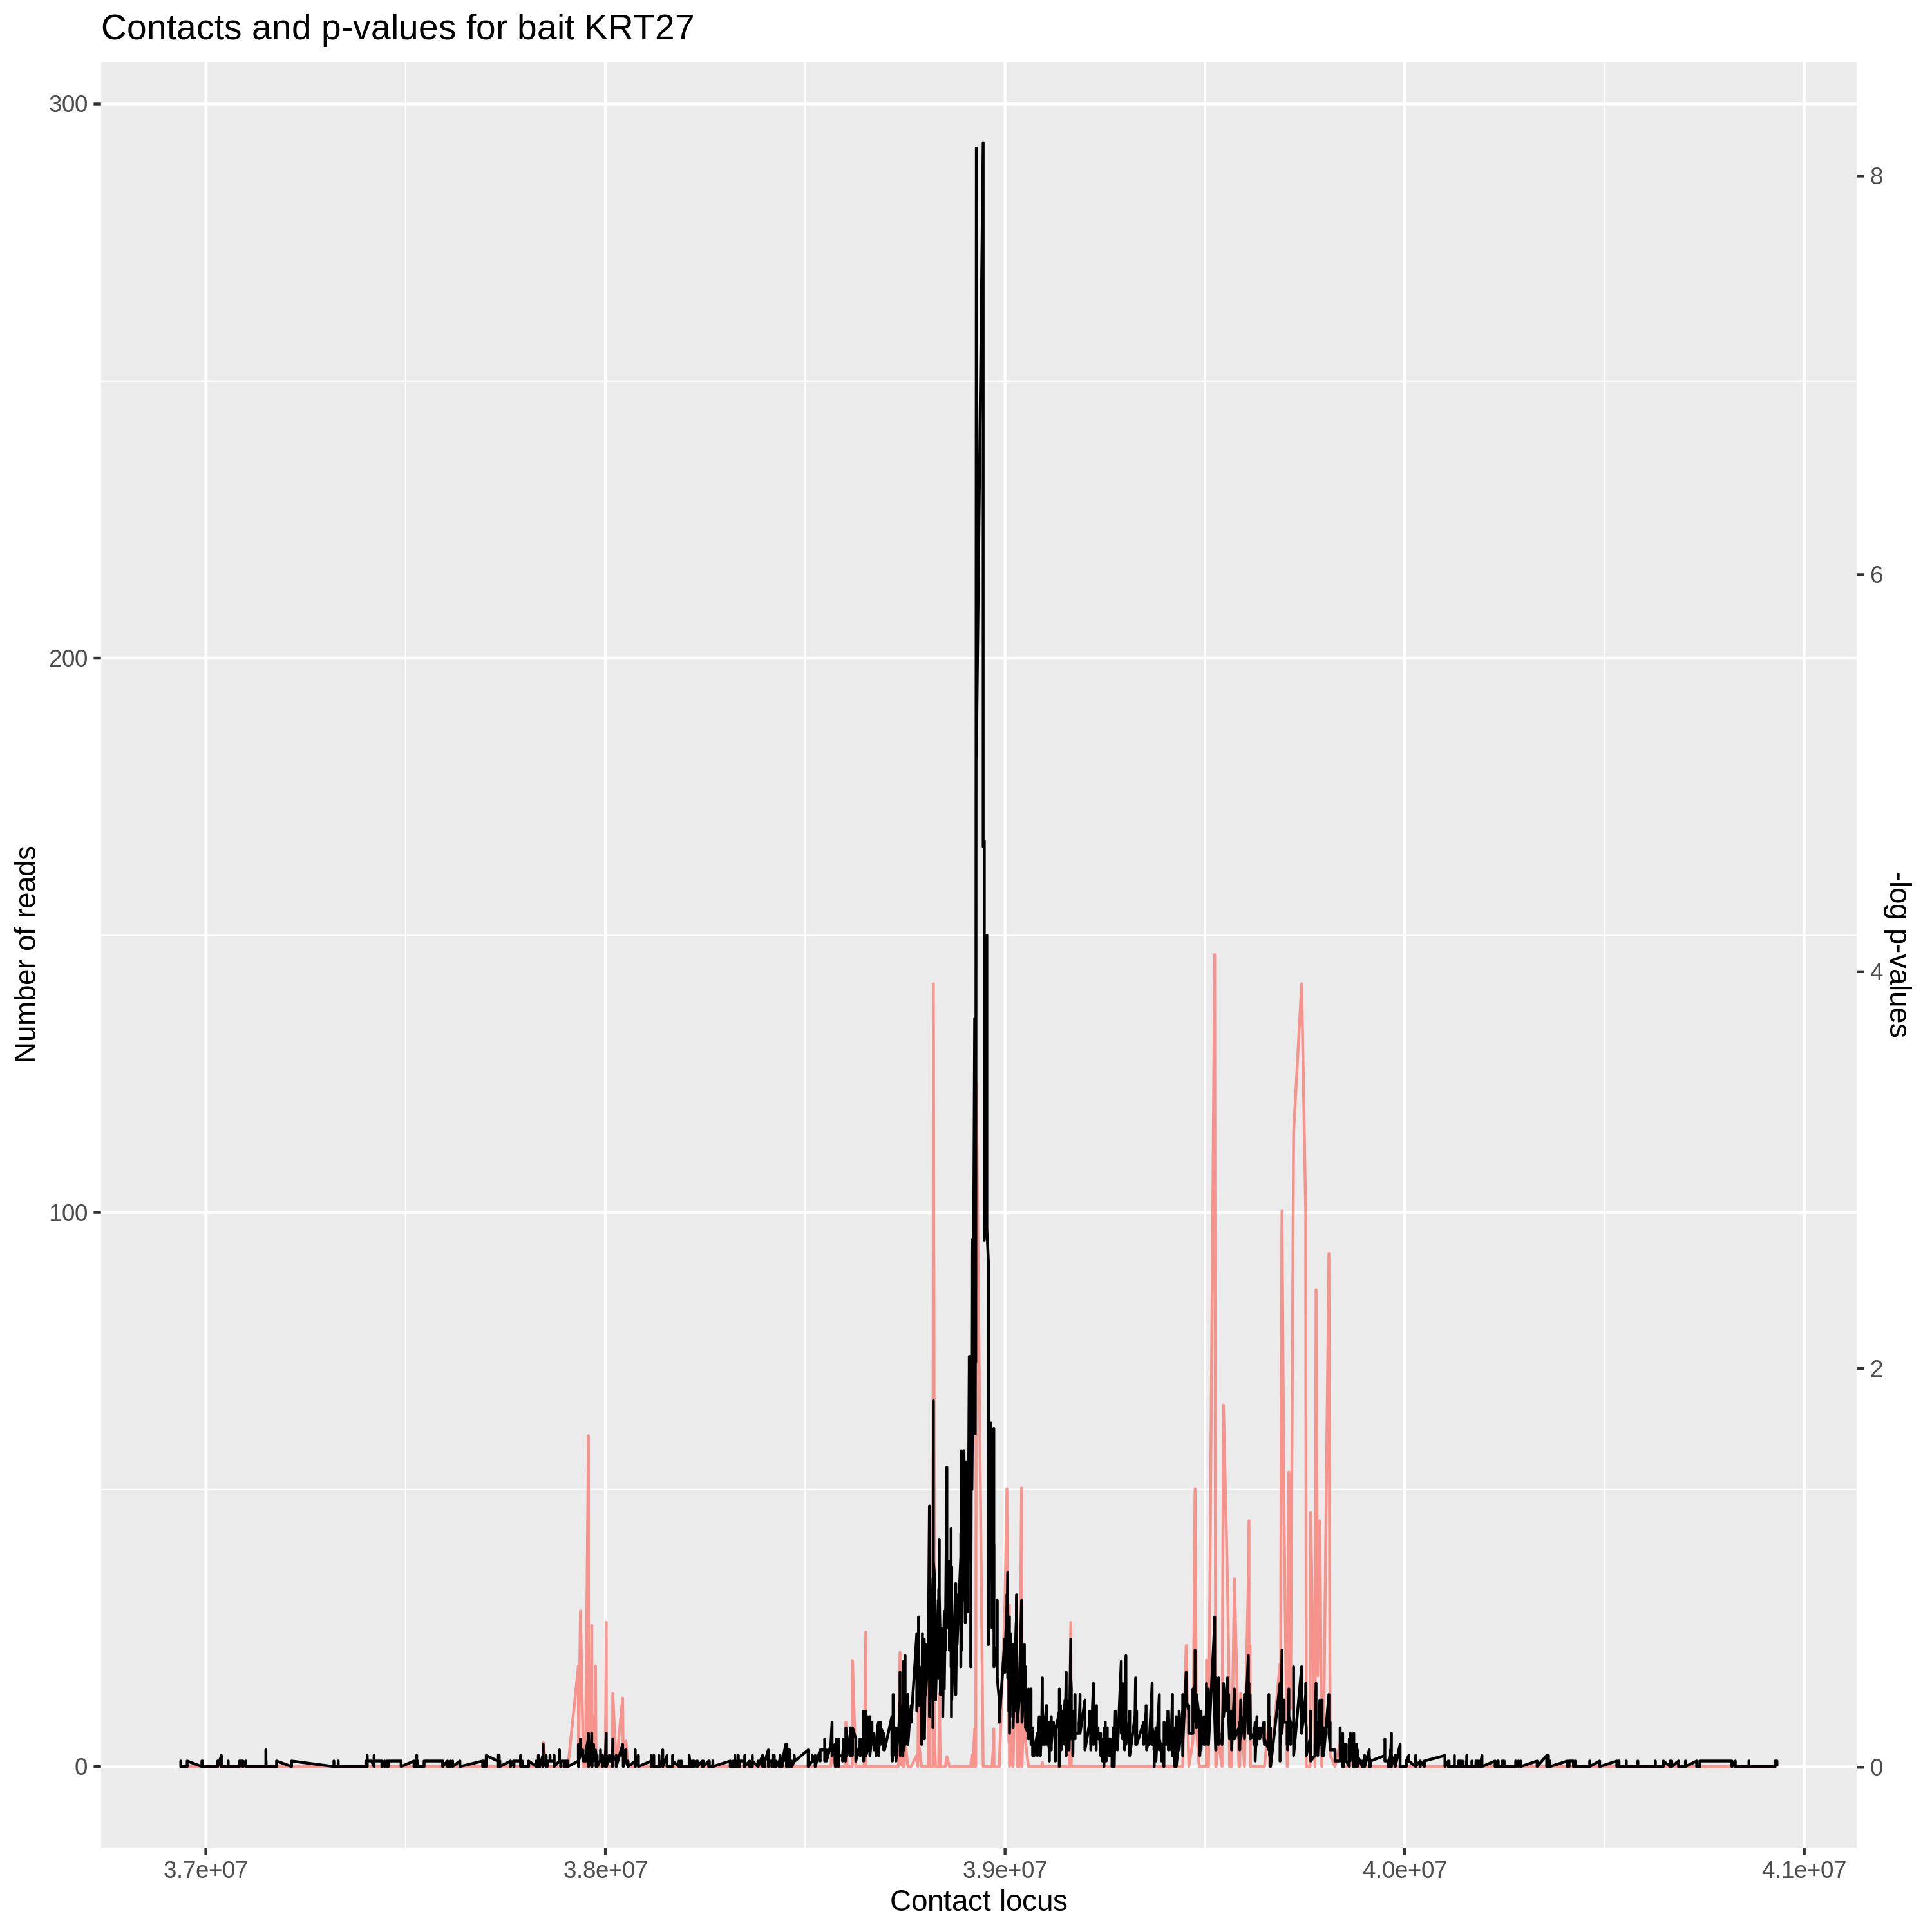 Contacts and p-values for bait KRT27
300
200
100
0
Number of reads
8
6
4
2
0
-log p-values
3.7e+07 3.8e+07 3.9e+07 4.0e+07 4.1e+07
Contact locus